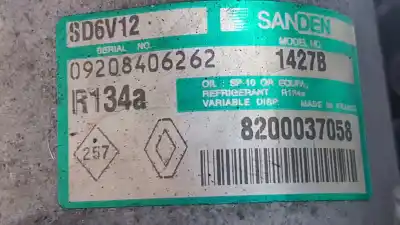 SD6V12
SANDEN
SERIAL NO.
MODEL NO.
09208406262
1427B
R134a
OIL : SP-10 OR EQUIV.
REFRIGERANT R134a
VARIABLE DISP. MADE IN FRANCE
257
8200037058